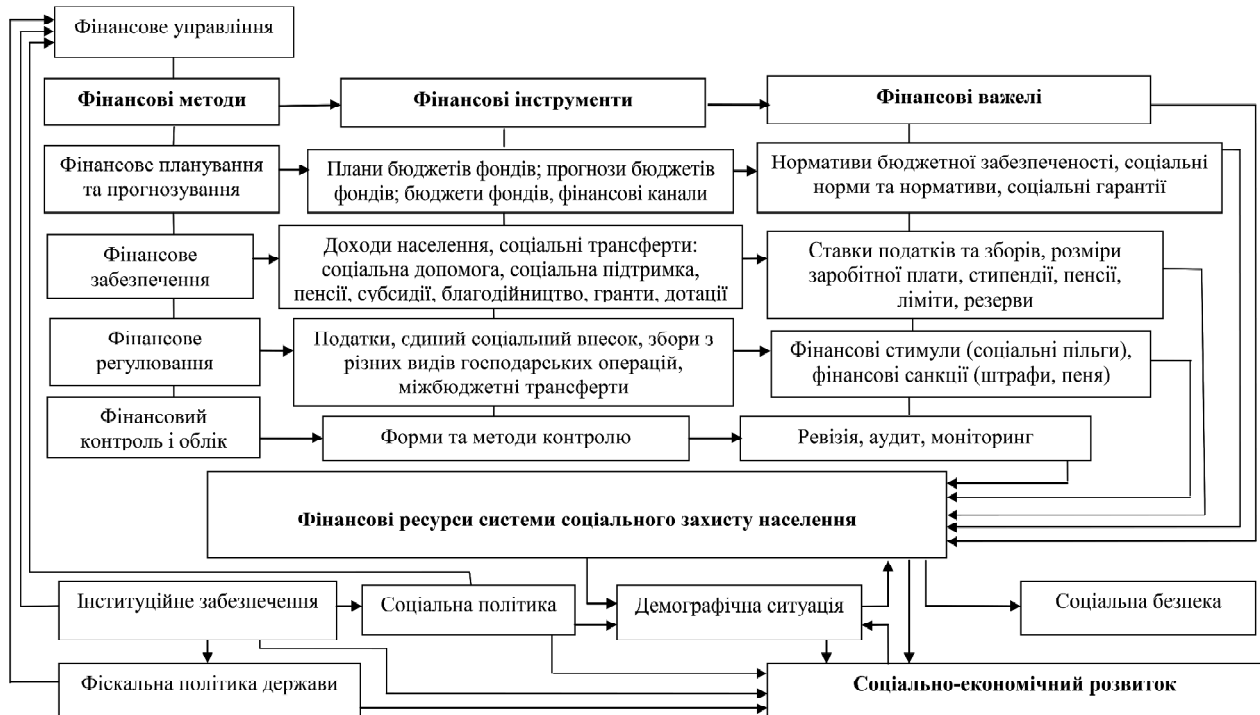 Фінансове управління
Фінансові методи
Фінансові інструменти
Фінансові важелі
Фінансове планування
та прогнозування
Плани бюджетів фондів; прогнози бюджетів
фондів; бюджети фондів, фінансові канали
Нормативи бюджетної забезпеченості, соціальні
норми та нормативи, соціальні гарантії
Фінансове
забезпечення
Доходи населення, соціальні трансферти:
соціальна допомога, соціальна підтримка,
пенсії, субсидії, благодійництво, гранти, дотації
Ставки податків та зборів, розміри
заробітної плати, стипендії, пенсії,
ліміти, резерви
Фінансове
регулювання
Податки, єдиний соціальний внесок, збори з
різних видів господарських операцій,
міжбюджетні трансферти
Фінансові стимули (соціальні пільги),
фінансові санкції (штрафи, пеня)
Фінансовий
контроль і облік
Форми та методи контролю
Ревізія, аудит, моніторинг
Фінансові ресурси системи соціального захисту населення
Інституційне забезпечення
Соціальна політика
Демографічна ситуація
Соціальна безпека
Фіскальна політика держави
Соціально-економічний розвиток